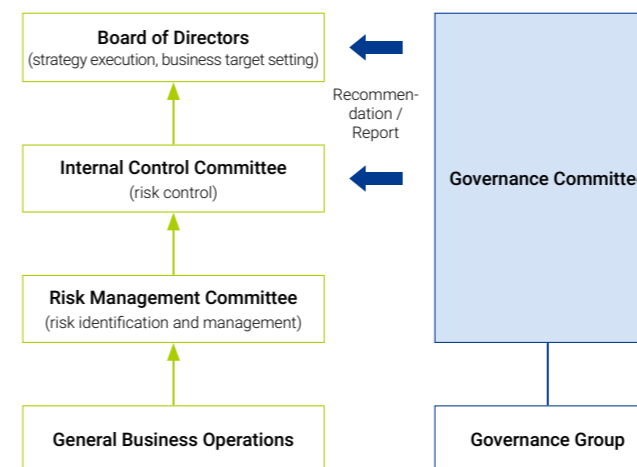 Board of Directors
(strategy execution, business target setting)
Recommen-
dation /
Report
Internal Control Committee
(risk control)
Governance Committee
Risk Management Committee
(risk identification and management)
General Business Operations
Governance Group